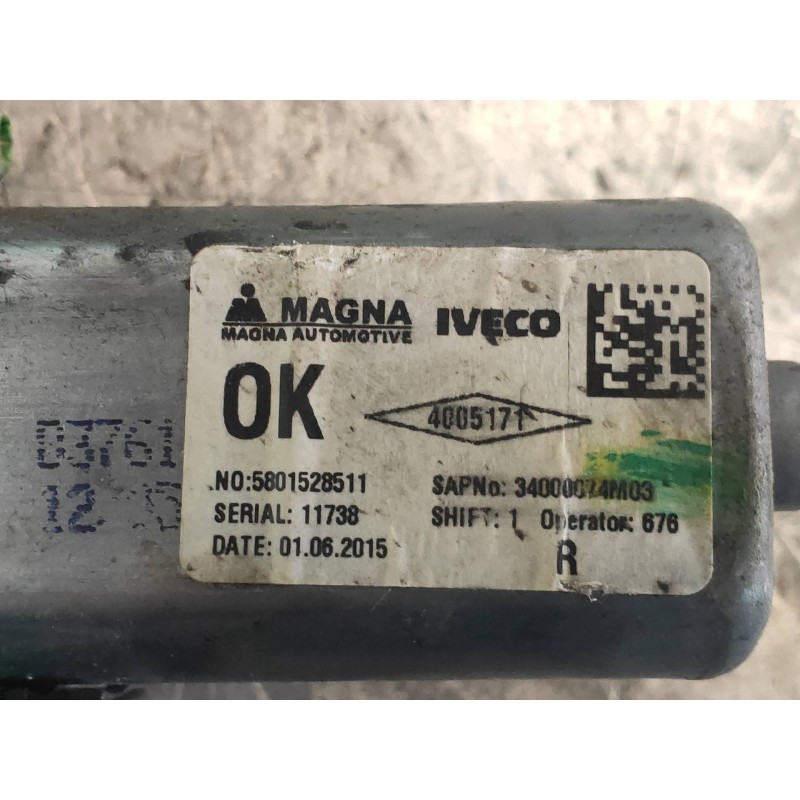 MAGNA IVECO
MAGNA AUTOMOTIVE
OK 4005171
NO:5801528511 SAPNo: 34000074M03
SERIAL: 11738 SHIFT: 1 Operator: 676
DATE: 01.06.2015 R